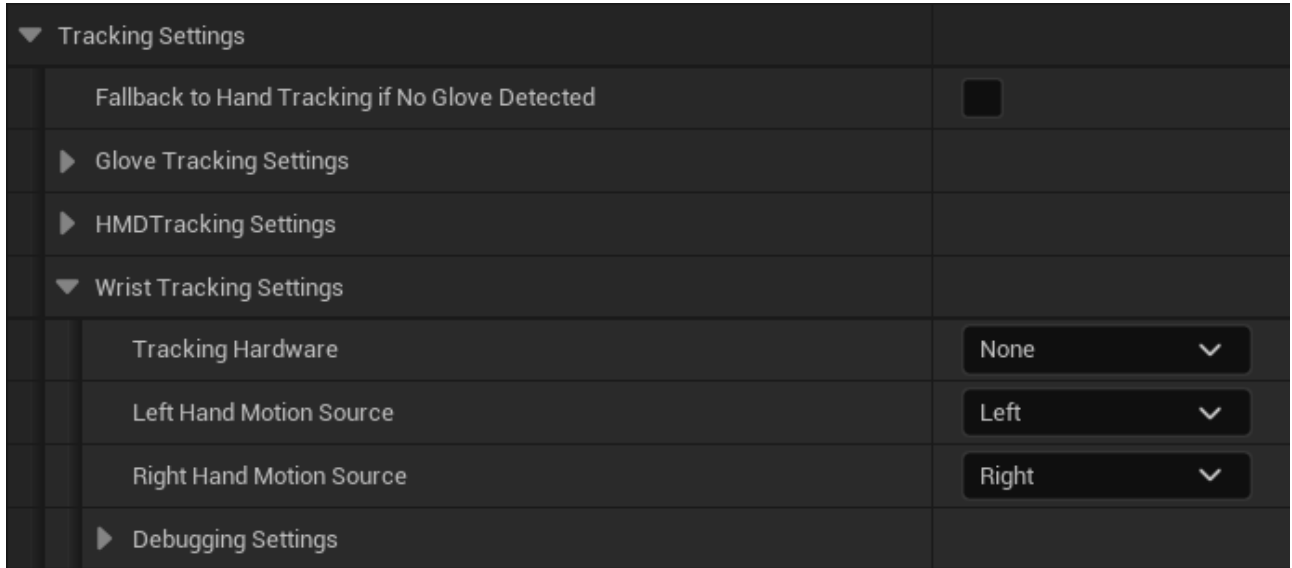 Tracking Settings
Fallback to Hand Tracking if No Glove Detected
Glove Tracking Settings
HMDTracking Settings
Wrist Tracking Settings
Tracking Hardware None
Left Hand Motion Source Left
Right Hand Motion Source Right
Debugging Settings